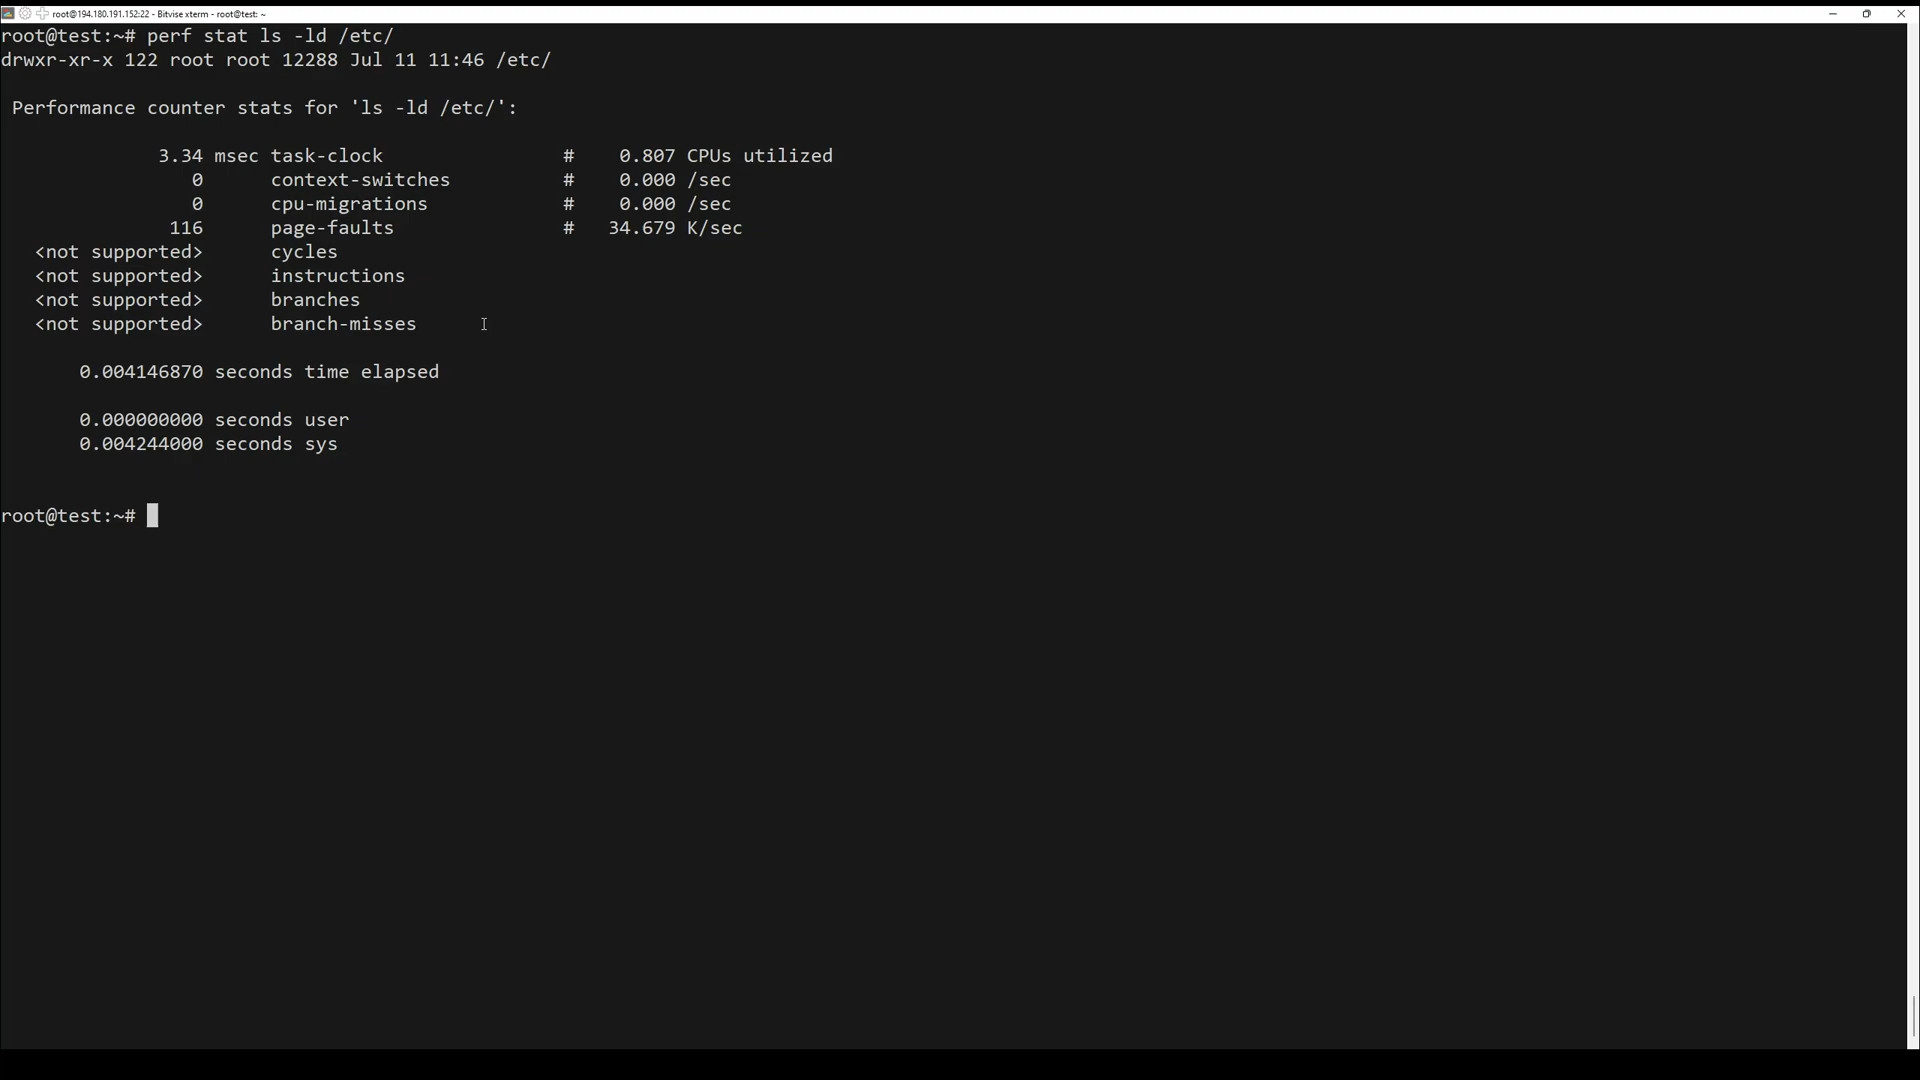 root@194.180.191.152:22 - Bitvise xterm - root@test: ~
root@test:~# perf stat ls -ld /etc/
drwxr-xr-x 122 root root 12288 Jul 11 11:46 /etc/
Performance counter stats for 'ls -ld /etc/':
3.34 msec task-clock # 0.807 CPUs utilized
0 context-switches # 0.000 /sec
0 cpu-migrations # 0.000 /sec
116 page-faults # 34.679 K/sec
<not supported> cycles
<not supported> instructions
<not supported> branches
<not supported> branch-misses
0.004146870 seconds time elapsed
0.000000000 seconds user
0.004244000 seconds sys
root@test:~#